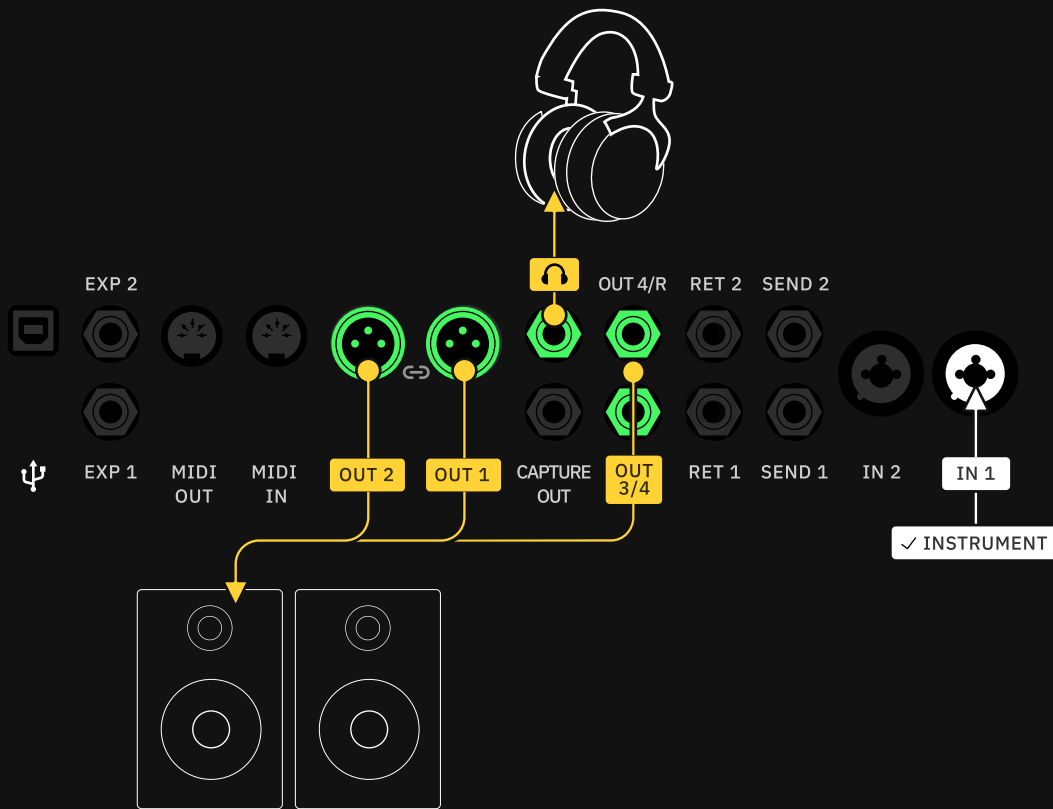 EXP 2
OUT 4/R
RET 2
SEND 2
EXP 1
MIDI
OUT
MIDI
IN
OUT 2
OUT 1
CAPTURE
OUT
OUT
3/4
RET 1
SEND 1
IN 2
IN 1
✓ INSTRUMENT